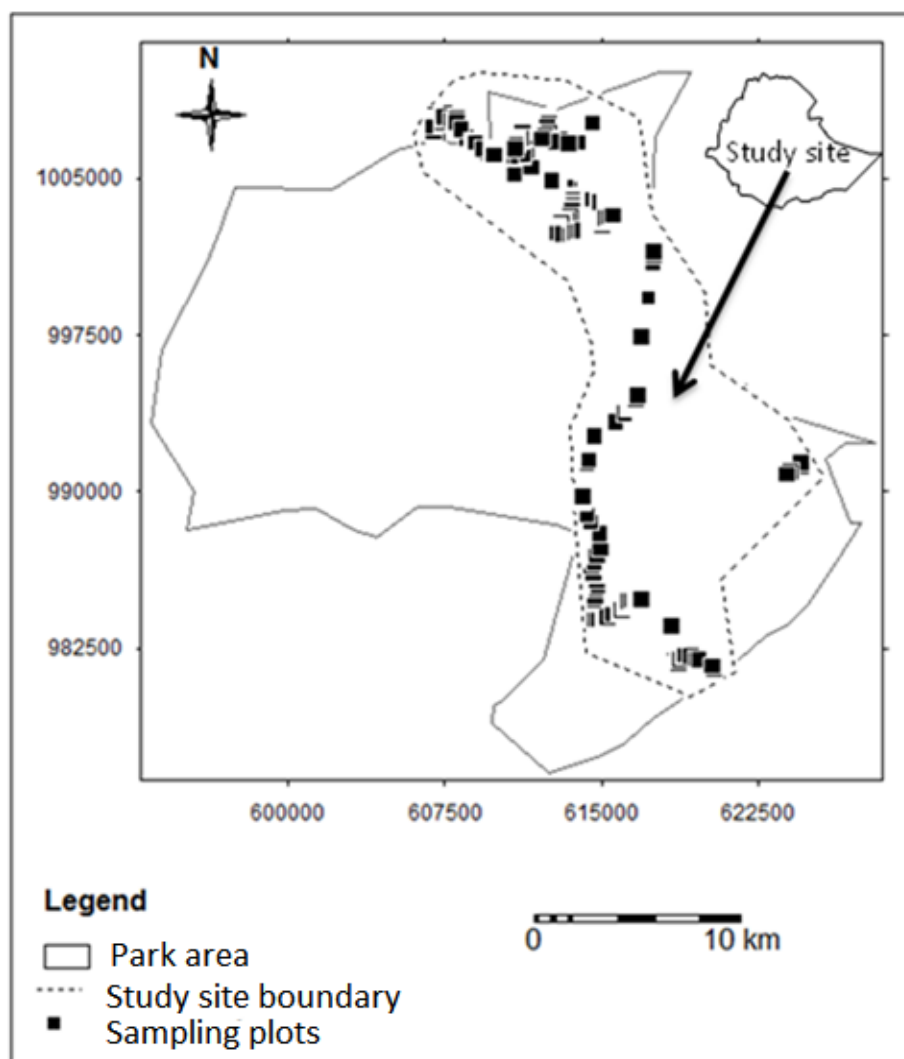 N
Study site
1005000
997500
990000
982500
600000 607500 615000 622500
Legend
Park area
Study site boundary
Sampling plots
0 10 km